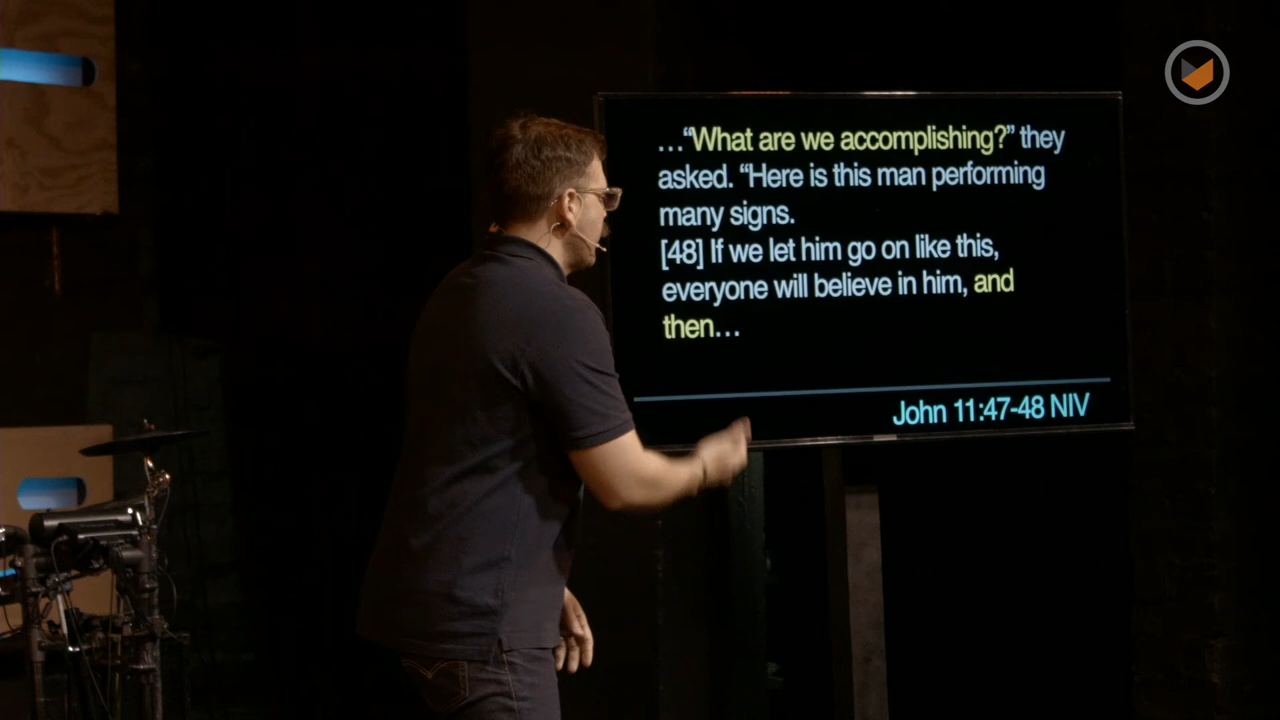 …“What are we accomplishing?” they
asked. “Here is this man performing
many signs.
[48] If we let him go on like this,
everyone will believe in him, and
then…
John 11:47-48 NIV